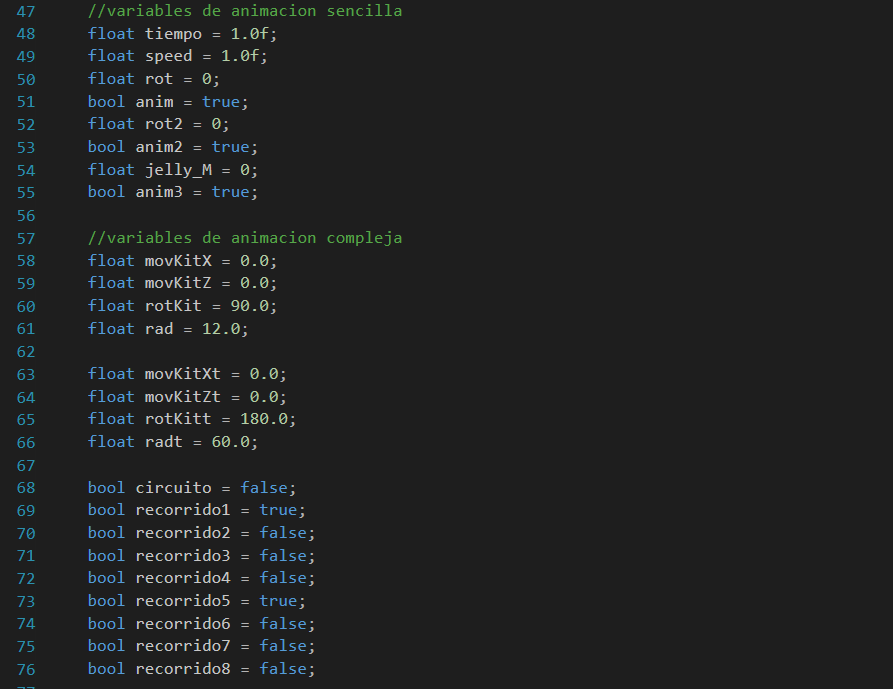 47 //variables de animacion sencilla
48 float tiempo = 1.0f;
49 float speed = 1.0f;
50 float rot = 0;
51 bool anim = true;
52 float rot2 = 0;
53 bool anim2 = true;
54 float jelly_M = 0;
55 bool anim3 = true;
56
57 //variables de animacion compleja
58 float movKitX = 0.0;
59 float movKitZ = 0.0;
60 float rotKit = 90.0;
61 float rad = 12.0;
62
63 float movKitXt = 0.0;
64 float movKitZt = 0.0;
65 float rotKitt = 180.0;
66 float radt = 60.0;
67
68 bool circuito = false;
69 bool recorrido1 = true;
70 bool recorrido2 = false;
71 bool recorrido3 = false;
72 bool recorrido4 = false;
73 bool recorrido5 = true;
74 bool recorrido6 = false;
75 bool recorrido7 = false;
76 bool recorrido8 = false;